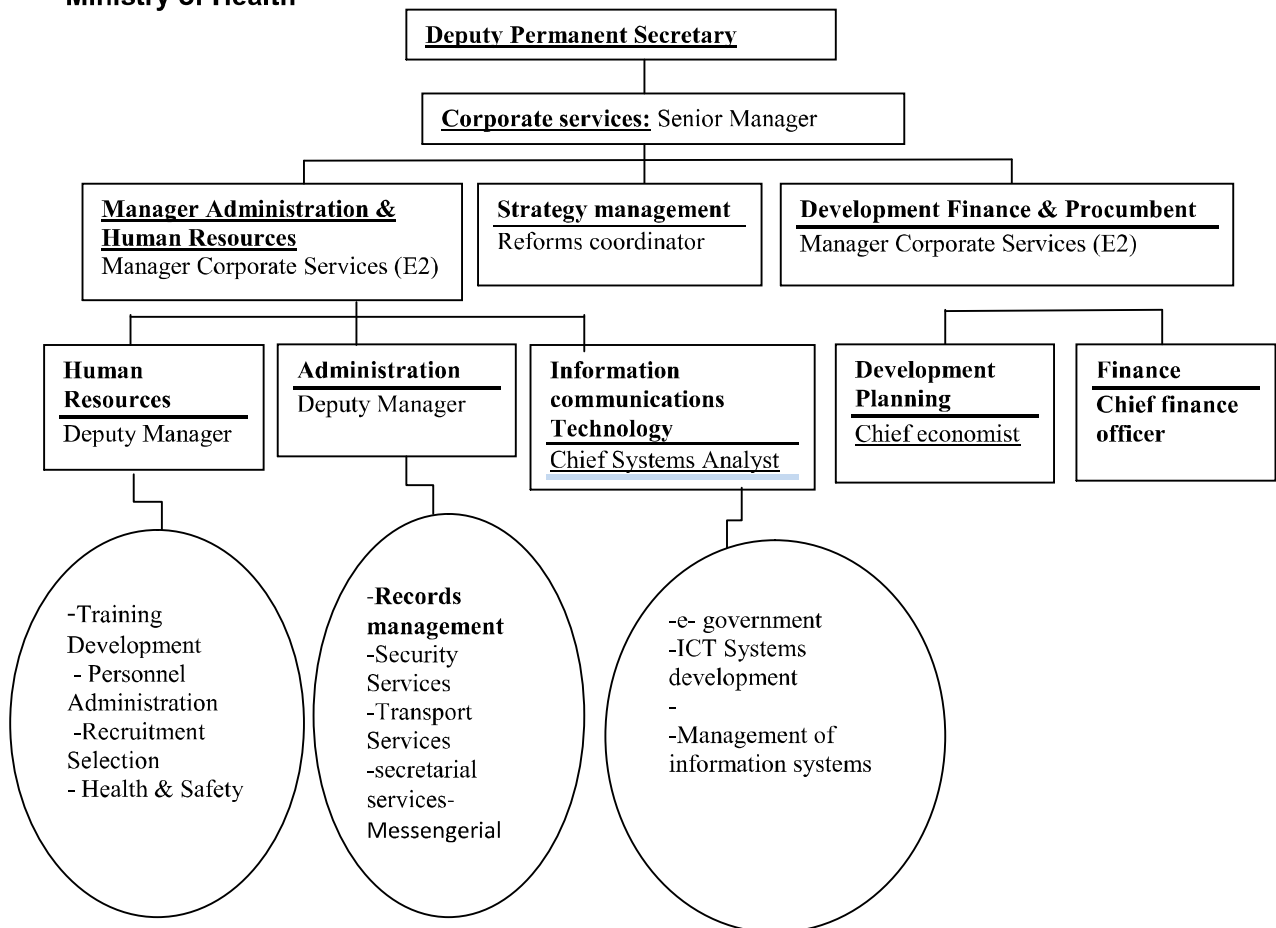 Ministry of Health
Deputy Permanent Secretary
Corporate services: Senior Manager
Manager Administration &
Human Resources
Manager Corporate Services (E2)
Strategy management
Reforms coordinator
Development Finance & Procumbent
Manager Corporate Services (E2)
Human
Resources
Deputy Manager
Administration
Deputy Manager
Information
communications
Technology
Chief Systems Analyst
Development
Planning
Chief economist
Finance
Chief finance
officer
-Training
Development
- Personnel
Administration
-Recruitment
Selection
- Health & Safety
-Records
management
-Security
Services
-Transport
Services
-secretarial
services-
Messengerial
-e- government
-ICT Systems
development
-
-Management of
information systems